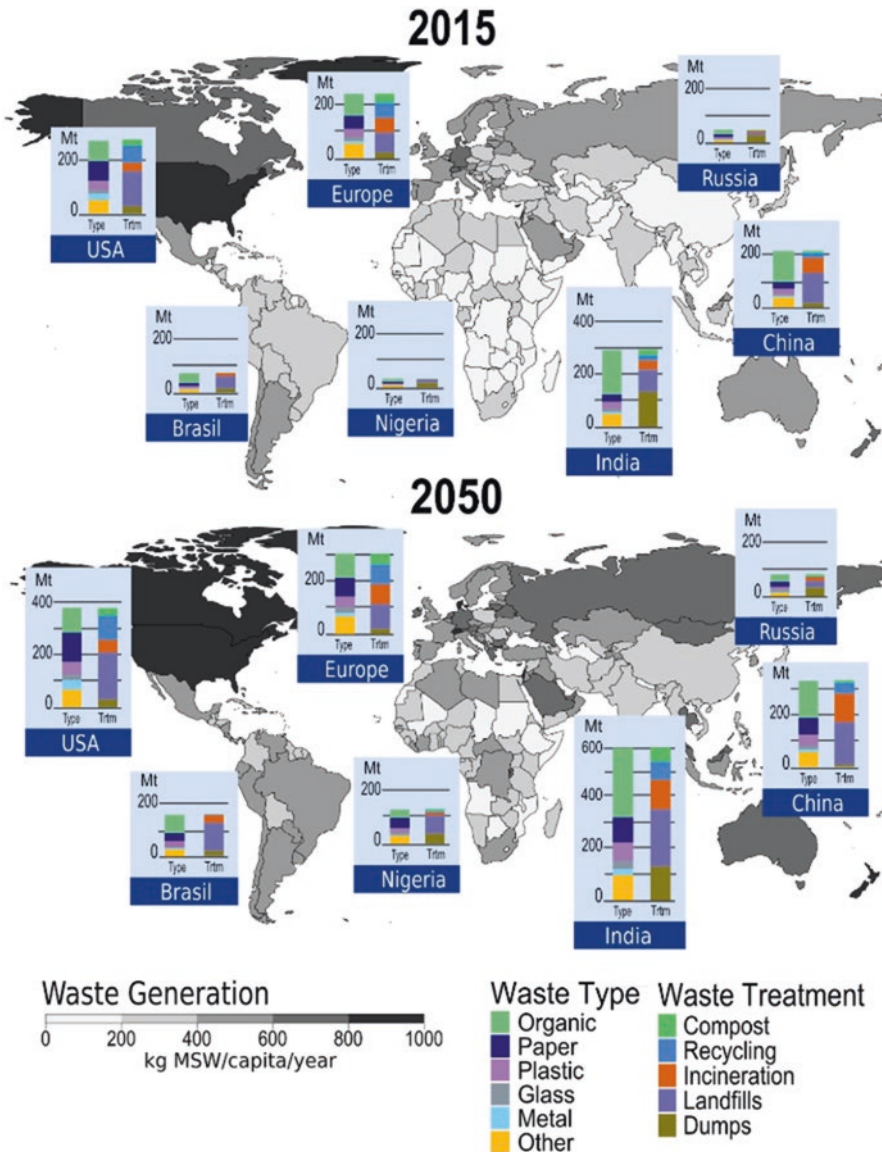 2015
Mt
200
0
Type Trtm
USA
Mt
200
0
Type Trtm
Europe
Mt
200
0
Type Trtm
Russia
Mt
200
0
Type Trtm
China
Mt
200
0
Type Trtm
Brasil
Mt
200
0
Type Trtm
Nigeria
Mt
400
200
0
Type Trtm
India
2050
Mt
400
200
0
Type Trtm
USA
Mt
200
0
Type Trtm
Europe
Mt
200
0
Type Trtm
Russia
Mt
200
0
Type Trtm
China
Mt
200
0
Type Trtm
Brasil
Mt
200
0
Type Trtm
Nigeria
Mt
600
400
200
0
Type Trtm
India
Waste Generation
0 200 400 600 800 1000
kg MSW/capita/year
Waste Type
Organic
Paper
Plastic
Glass
Metal
Other
Waste Treatment
Compost
Recycling
Incineration
Landfills
Dumps